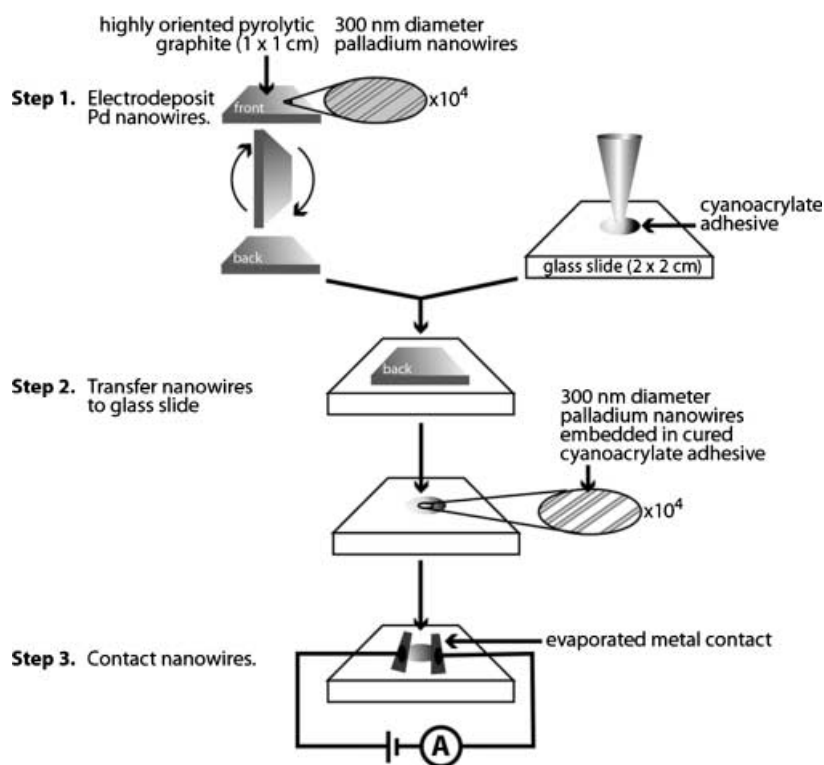 highly oriented pyrolytic
graphite (1 x 1 cm)
300 nm diameter
palladium nanowires
Step 1. Electrodeposit
Pd nanowires.
front
x10⁴
back
cyanoacrylate
adhesive
glass slide (2 x 2 cm)
Step 2. Transfer nanowires
to glass slide
back
300 nm diameter
palladium nanowires
embedded in cured
cyanoacrylate adhesive
x10⁴
Step 3. Contact nanowires.
evaporated metal contact
A